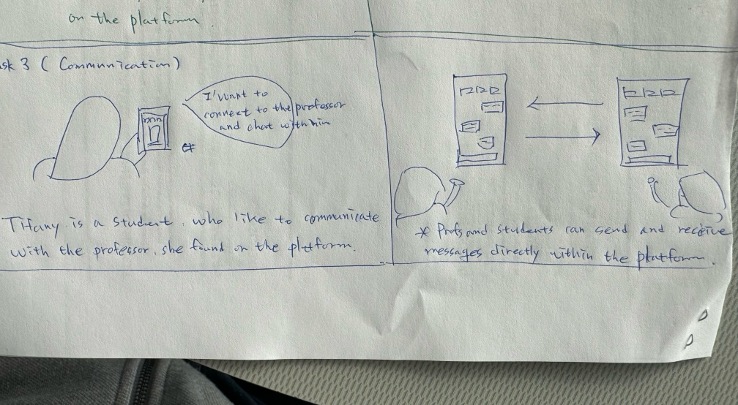 on the platform.
sk 3 ( Communication)
I want to
connect to the professor
and chat with him
Tifany is a student, who like to communicate
with the professor, she found on the platform.
* Profs and students can send and receive
messages directly within the platform.